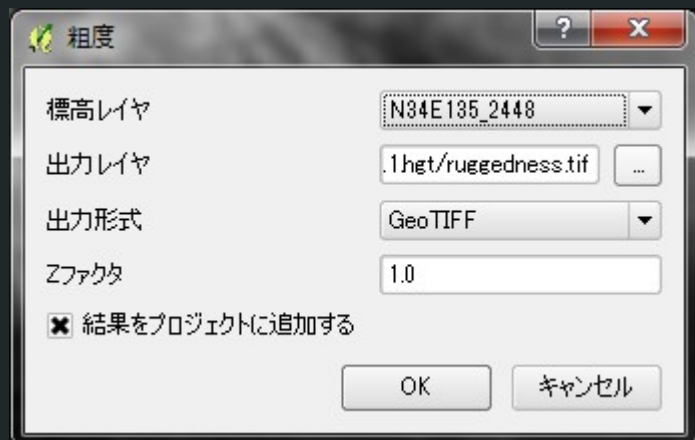 粗度
?
標高レイヤ N34E135_2448
出力レイヤ .1.hgt/ruggedness.tif ...
出力形式 GeoTIFF
Zファクタ 1.0
結果をプロジェクトに追加する
OK キャンセル